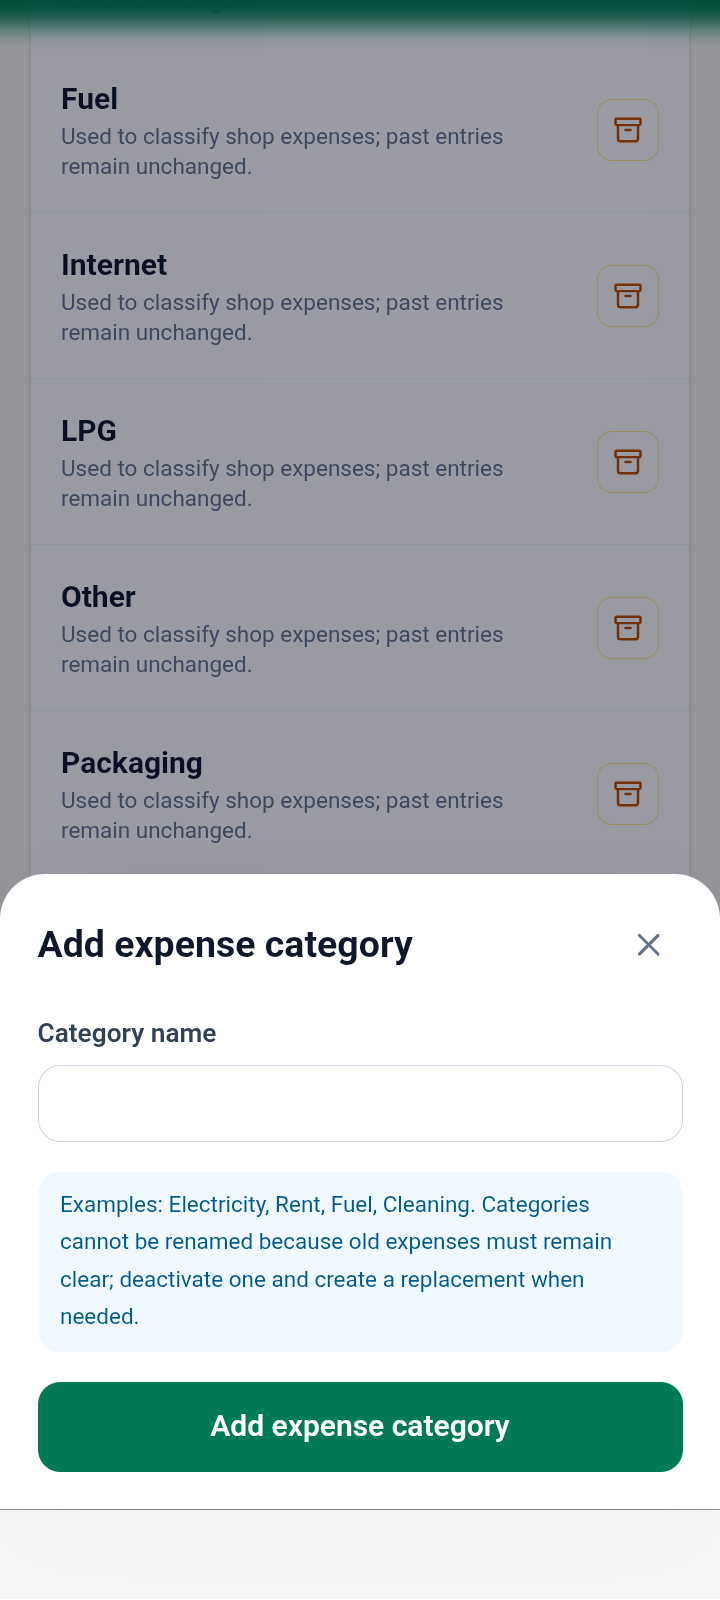 Fuel
Used to classify shop expenses; past entries
remain unchanged.
Internet
Used to classify shop expenses; past entries
remain unchanged.
LPG
Used to classify shop expenses; past entries
remain unchanged.
Other
Used to classify shop expenses; past entries
remain unchanged.
Packaging
Used to classify shop expenses; past entries
remain unchanged.
Add expense category
Category name
Examples: Electricity, Rent, Fuel, Cleaning. Categories
cannot be renamed because old expenses must remain
clear; deactivate one and create a replacement when
needed.
Add expense category